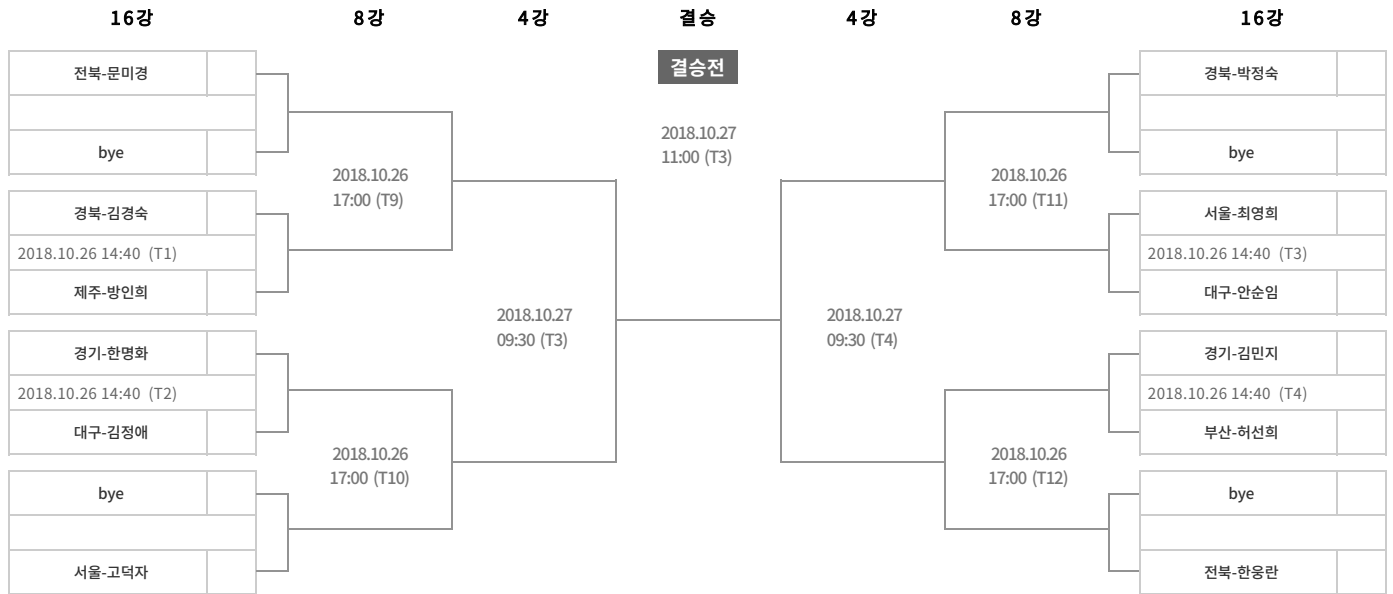 16강 8강 4강 결승 4강 8강 16강
결승전
전북-문미경
bye
2018.10.26
17:00 (T9)
경북-김경숙
2018.10.26 14:40 (T1)
제주-방인희
2018.10.27
09:30 (T3)
경기-한명화
2018.10.26 14:40 (T2)
대구-김정애
2018.10.26
17:00 (T10)
bye
서울-고덕자
2018.10.27
11:00 (T3)
경북-박정숙
bye
2018.10.26
17:00 (T11)
서울-최영희
2018.10.26 14:40 (T3)
대구-안순임
2018.10.27
09:30 (T4)
경기-김민지
2018.10.26 14:40 (T4)
부산-허선희
2018.10.26
17:00 (T12)
bye
전북-한웅란